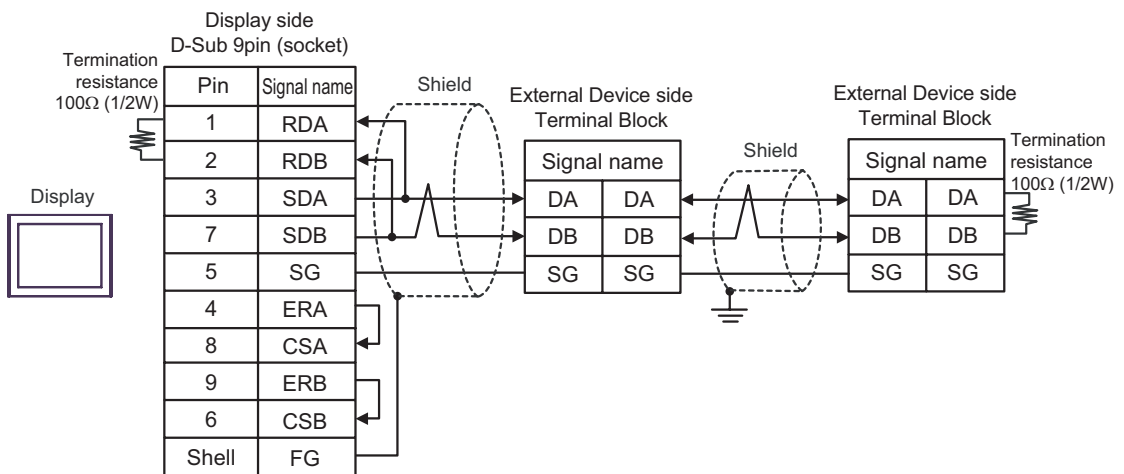 Display side
D-Sub 9pin (socket)
Termination
resistance
100Ω (1/2W)
Pin Signal name
1 RDA
2 RDB
3 SDA
7 SDB
5 SG
4 ERA
8 CSA
9 ERB
6 CSB
Shell FG
Display
Shield
External Device side
Terminal Block
Signal name
DA DA
DB DB
SG SG
Shield
External Device side
Terminal Block
Signal name
DA DA
DB DB
SG SG
Termination
resistance
100Ω (1/2W)